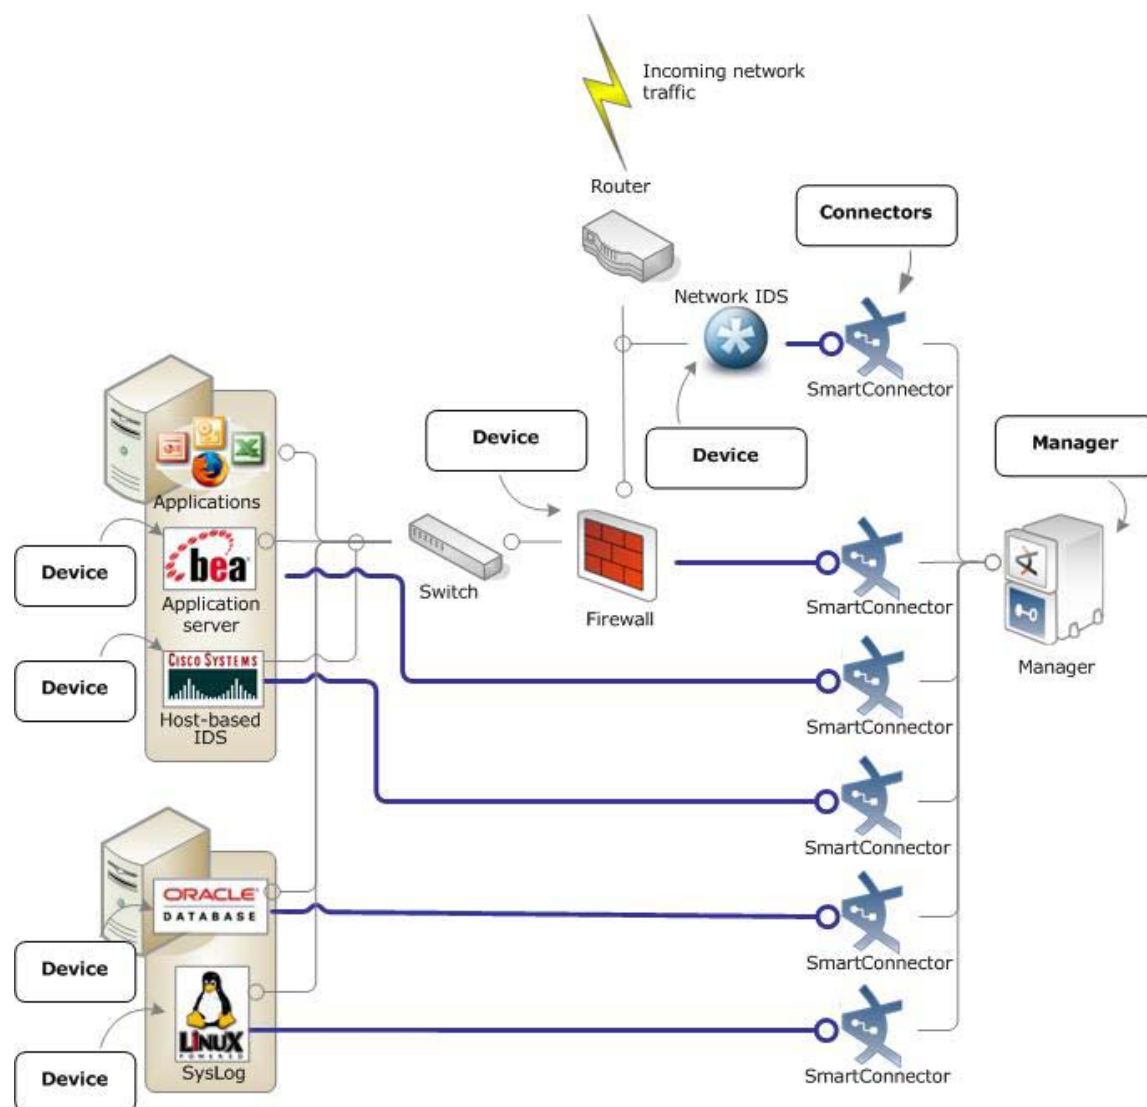 Incoming network
traffic
Router
Connectors
Network IDS
SmartConnector
Device
Device
Manager
Applications
Device
bea
Application
server
Switch
Firewall
SmartConnector
Manager
Device
CISCO SYSTEMS
Host-based
IDS
SmartConnector
SmartConnector
ORACLE
DATABASE
Device
SmartConnector
LINUX
POWERED
SysLog
Device
SmartConnector